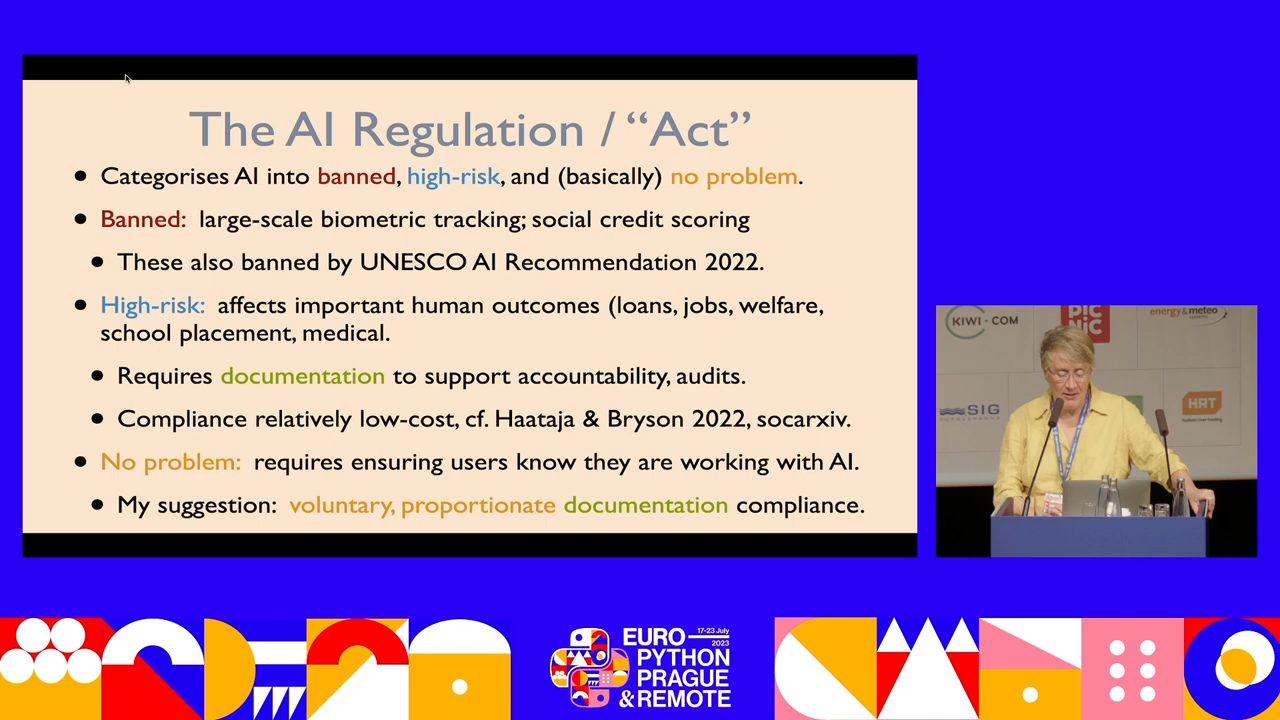 The AI Regulation / “Act”
• Categorises AI into banned, high-risk, and (basically) no problem.
• Banned: large-scale biometric tracking; social credit scoring
• These also banned by UNESCO AI Recommendation 2022.
• High-risk: affects important human outcomes (loans, jobs, welfare,
school placement, medical.
• Requires documentation to support accountability, audits.
• Compliance relatively low-cost, cf. Haataja & Bryson 2022, socarxiv.
• No problem: requires ensuring users know they are working with AI.
• My suggestion: voluntary, proportionate documentation compliance.
KIWI.COM
PIC
NIC
energy & meteo
systems
SIG
HRT
17-23 July
2023
EURO
PYTHON
PRAGUE
& REMOTE